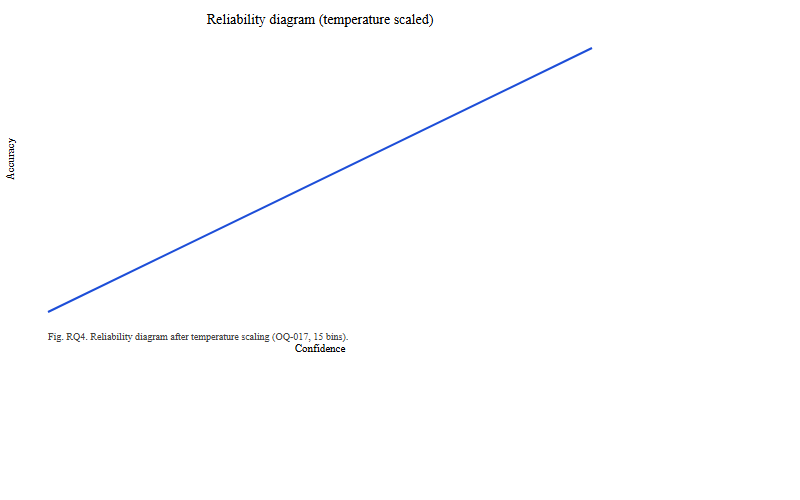 Reliability diagram (temperature scaled)
Accuracy
Fig. RQ4. Reliability diagram after temperature scaling (OQ-017, 15 bins).
Confidence